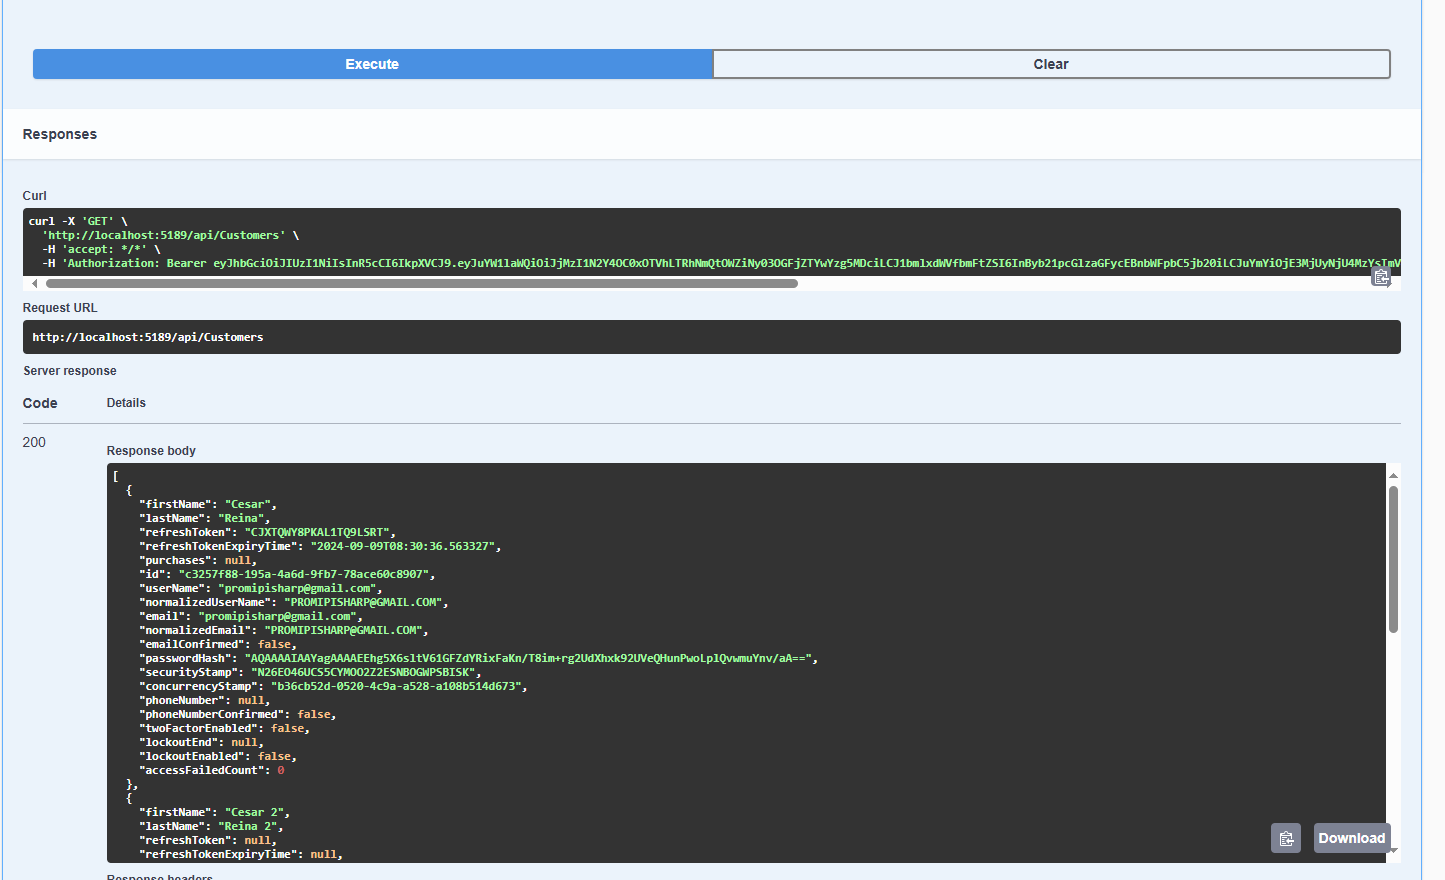 Execute
Clear
Responses
Curl
curl -X 'GET' \
'http://localhost:5189/api/Customers' \
-H 'accept: */*' \
-H 'Authorization: Bearer
Request URL
http://localhost:5189/api/Customers
Server response
Code
Details
200
Response body
[
{
"firstName": "Cesar",
"lastName": "Reina",
"refreshToken": "CJXTQWY8PKAL1TQ9LSRT",
"refreshTokenExpiryTime": "2024-09-09T08:30:36.563327",
"purchases": null,
"id": "c3257f88-195a-4a6d-9fb7-78ace60c8907",
"userName": "promipisharp@gmail.com",
"normalizedUserName": "PROMIPISHARP@GMAIL.COM",
"email": "promipisharp@gmail.com",
"normalizedEmail": "PROMIPISHARP@GMAIL.COM",
"emailConfirmed": false,
"passwordHash": "AQAAAAIAAYagAAAAEEhg5X6sltV61GFZdYRixFaKn/T8im+rg2UdXhxk92UVeQHunPwoLplQvwmuYnv/aA==",
"securityStamp": "N26EO46UCS5CYMOO2Z2ESNBOGWPSBISK",
"concurrencyStamp": "b36cb52d-0520-4c9a-a528-a108b514d673",
"phoneNumber": null,
"phoneNumberConfirmed": false,
"twoFactorEnabled": false,
"lockoutEnd": null,
"lockoutEnabled": false,
"accessFailedCount": 0
},
{
"firstName": "Cesar 2",
"lastName": "Reina 2",
"refreshToken": null,
"refreshTokenExpiryTime": null,
Download
Response headers